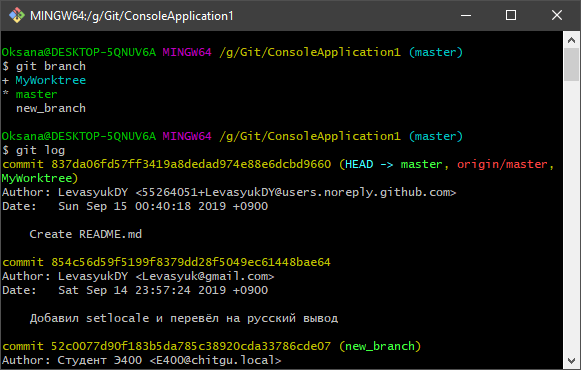 MINGW64:/g/Git/ConsoleApplication1
Oksana@DESKTOP-5QNUV6A MINGW64 /g/Git/ConsoleApplication1 (master)
$ git branch
+ MyWorktree
* master
  new_branch
Oksana@DESKTOP-5QNUV6A MINGW64 /g/Git/ConsoleApplication1 (master)
$ git log
commit 837da06fd57ff3419a8dedad974e88e6dcbd9660 (HEAD -> master, origin/master,
MyWorktree)
Author: LevasyukDY <55264051+LevasyukDY@users.noreply.github.com>
Date:   Sun Sep 15 00:40:18 2019 +0900
    Create README.md
commit 854c56d59f5199f8379dd28f5049ec61448bae64
Author: LevasyukDY <Levasyuk@gmail.com>
Date:   Sat Sep 14 23:57:24 2019 +0900
    Добавил setlocale и перевёл на русский вывод
commit 52c0077d90f183b5da785c38920cda33786cde07 (new_branch)
Author: Студент Э400 <E400@chitgu.local>